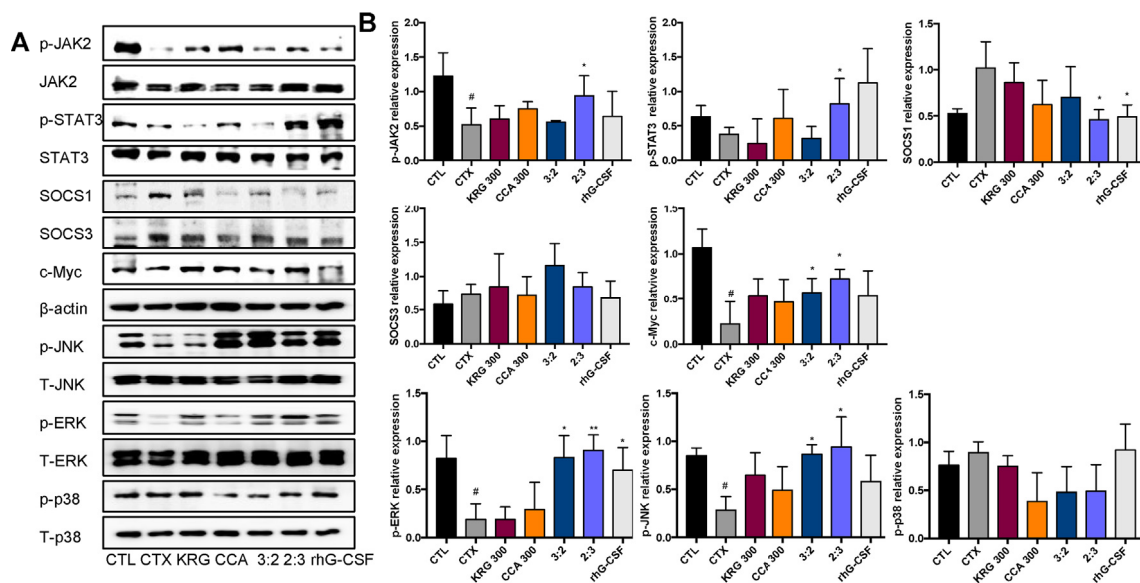 A
p-JAK2
JAK2
p-STAT3
STAT3
SOCS1
SOCS3
c-Myc
β-actin
p-JNK
T-JNK
p-ERK
T-ERK
p-p38
T-p38
CTL CTX KRG CCA 3:2 2:3 rhG-CSF
B
p-JAK2 relative expression
2.0
1.5
1.0
0.5
0.0
#
*
CTL
CTX
KRG 300
CCA 300
3:2
2:3
rhG-CSF
p-STAT3 relative expression
2.0
1.5
1.0
0.5
0.0
*
CTL
CTX
KRG 300
CCA 300
3:2
2:3
rhG-CSF
SOCS1 relative expression
1.5
1.0
0.5
0.0
*
*
CTL
CTX
KRG 300
CCA 300
3:2
2:3
rhG-CSF
SOCS3 relative expression
2.0
1.5
1.0
0.5
0.0
CTL
CTX
KRG 300
CCA 300
3:2
2:3
rhG-CSF
c-Myc relatvive expression
1.5
1.0
0.5
0.0
#
*
*
CTL
CTX
KRG 300
CCA 300
3:2
2:3
rhG-CSF
p-ERK relative expression
1.5
1.0
0.5
0.0
#
*
**
*
CTL
CTX
KRG 300
CCA 300
3:2
2:3
rhG-CSF
p-JNK relative expression
1.5
1.0
0.5
0.0
#
*
*
CTL
CTX
KRG 300
CCA 300
3:2
2:3
rhG-CSF
p-p38 relative expression
1.5
1.0
0.5
0.0
CTL
CTX
KRG 300
CCA 300
3:2
2:3
rhG-CSF